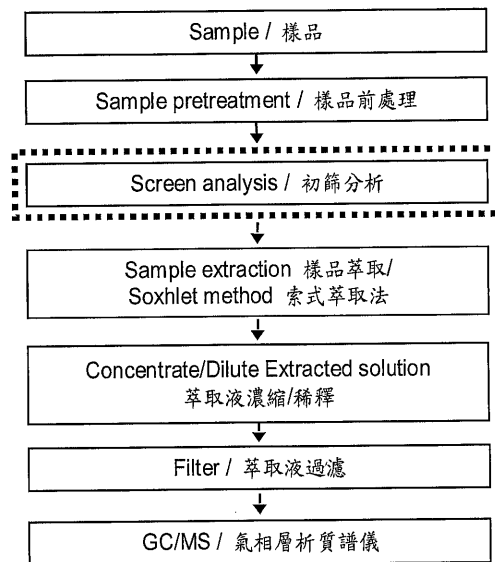 Sample / 樣品
Sample pretreatment / 樣品前處理
Screen analysis / 初篩分析
Sample extraction 樣品萃取/
Soxhlet method 索式萃取法
Concentrate/Dilute Extracted solution
萃取液濃縮/稀釋
Filter / 萃取液過濾
GC/MS / 氣相層析質譜儀